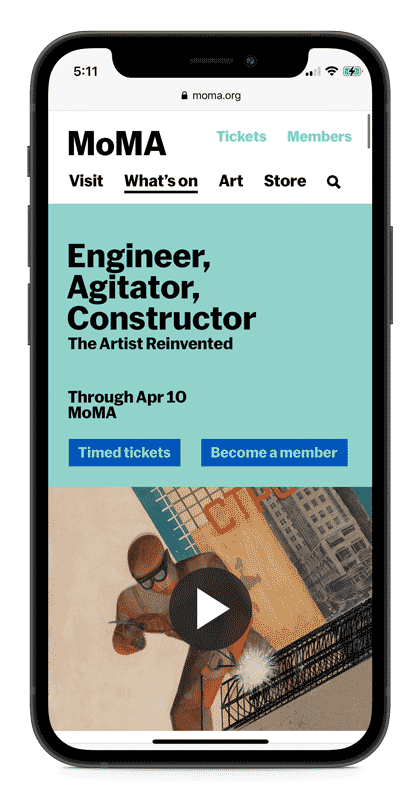 5:11
moma.org
MoMA
Tickets Members
Visit What's on Art Store
Engineer,
Agitator,
Constructor
The Artist Reinvented
Through Apr 10
MoMA
Timed tickets Become a member